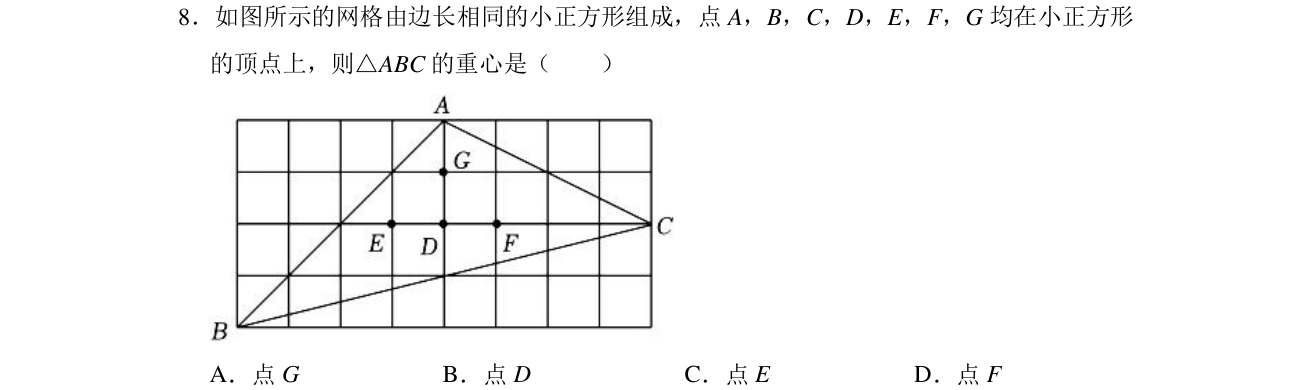 8．如图所示的网格由边长相同的小正方形组成，点 A，B，C，D，E，F，G 均在小正方形
的顶点上，则△ABC 的重心是（　　）
A
G
E
D
F
C
B
A．点 G
B．点 D
C．点 E
D．点 F